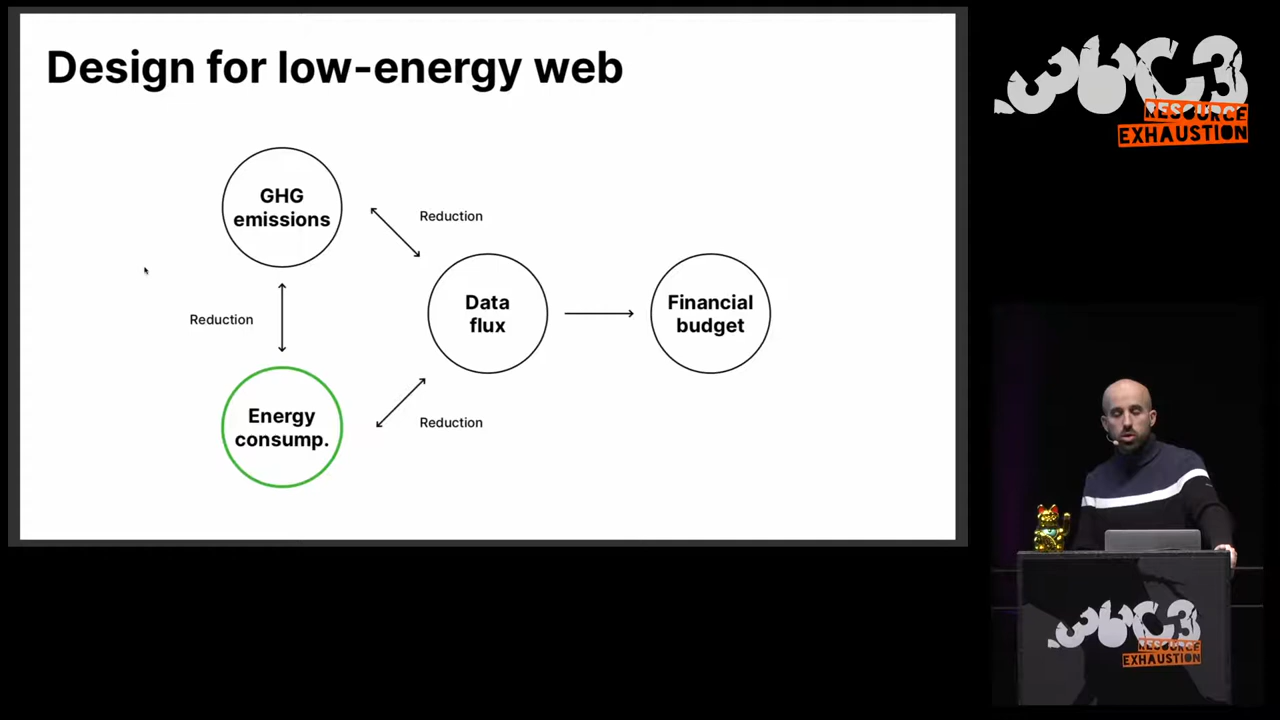 Design for low-energy web
GHG
emissions
Reduction
Data
flux
Financial
budget
Reduction
Energy
consump.
Reduction
36C3
RESOURCE
EXHAUSTION
36C3
RESOURCE
EXHAUSTION